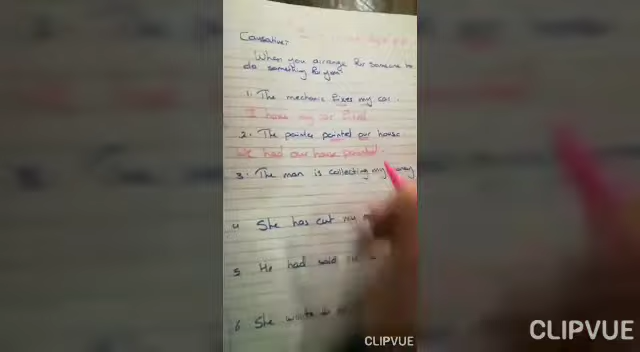 Causative:
When you arrange for someone to
do something for you
1. The mechanic fixes my car.
I have my car fixed
2. The painter painted our house
We had our house painted.
3. The man is collecting my
4 She has cut my
5 He had
6 She
CLIPVUE
CLIPVUE